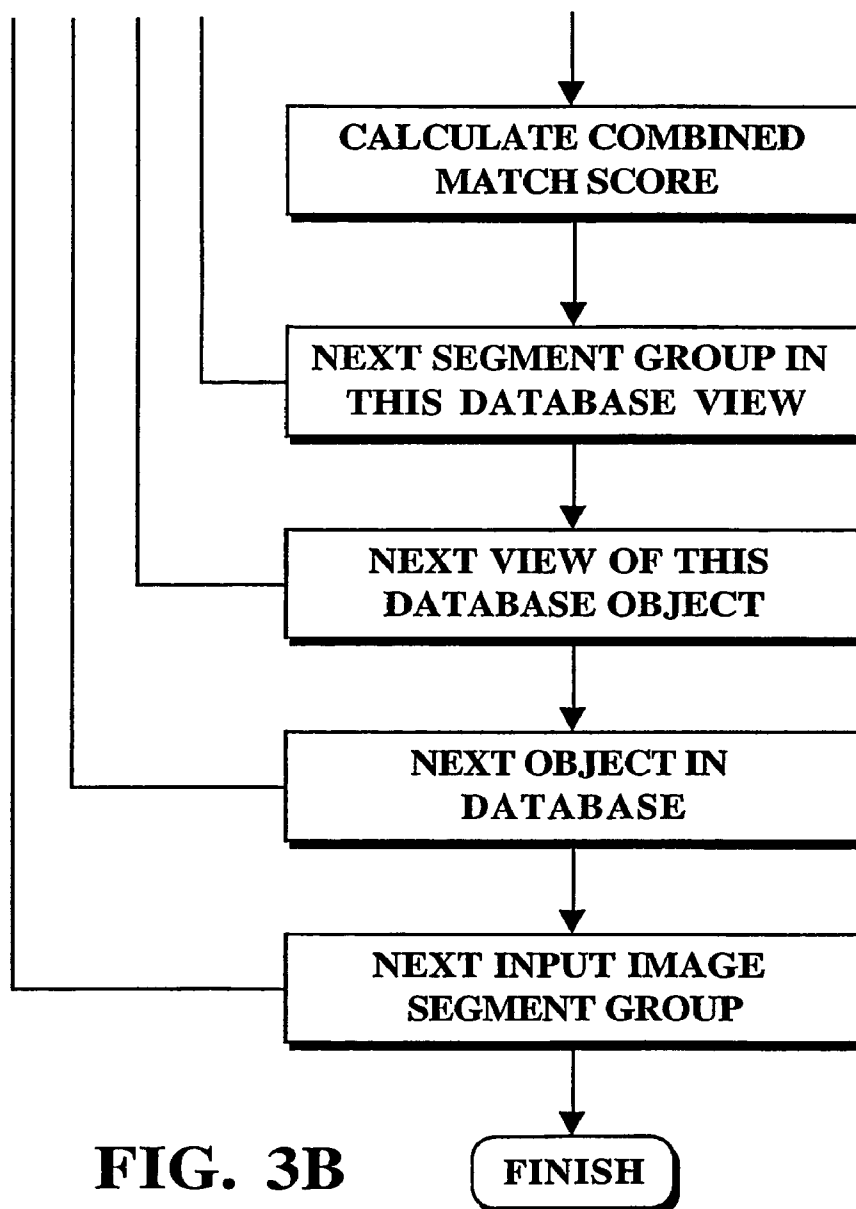 CALCULATE COMBINED
MATCH SCORE
NEXT SEGMENT GROUP IN
THIS DATABASE VIEW
NEXT VIEW OF THIS
DATABASE OBJECT
NEXT OBJECT IN
DATABASE
NEXT INPUT IMAGE
SEGMENT GROUP
FINISH
FIG. 3B